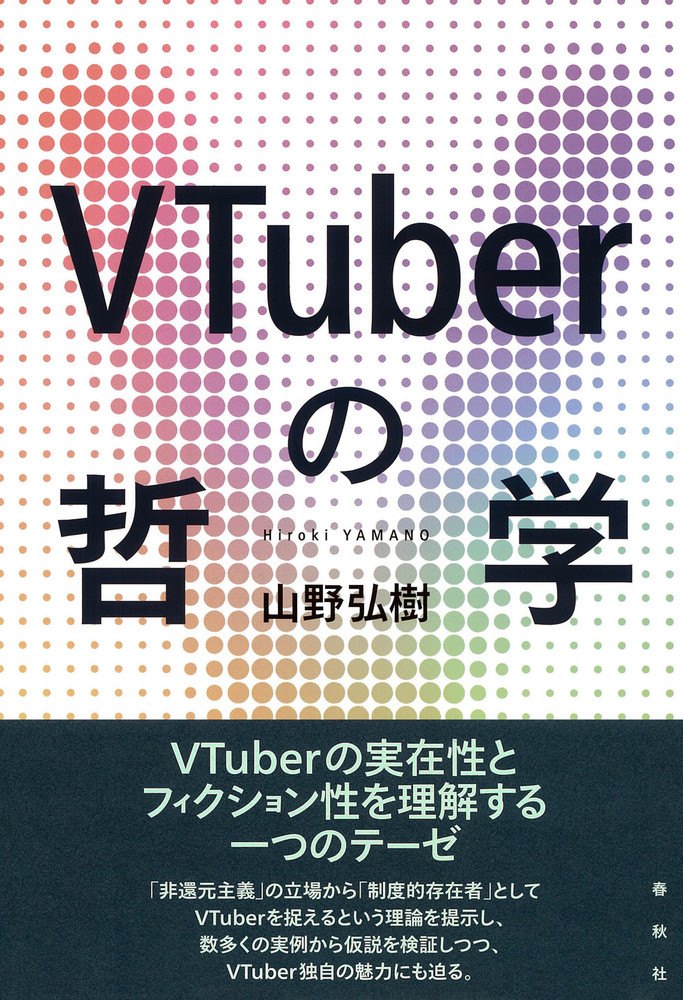 VTuber
の
哲学
Hiroki YAMANO
山野弘樹
VTuberの実在性と
フィクション性を理解する
一つのテーゼ
「非還元主義」の立場から「制度的存在者」として
VTuberを捉えるという理論を提示し、
数多くの実例から仮説を検証しつつ、
VTuber独自の魅力にも迫る。
春秋社